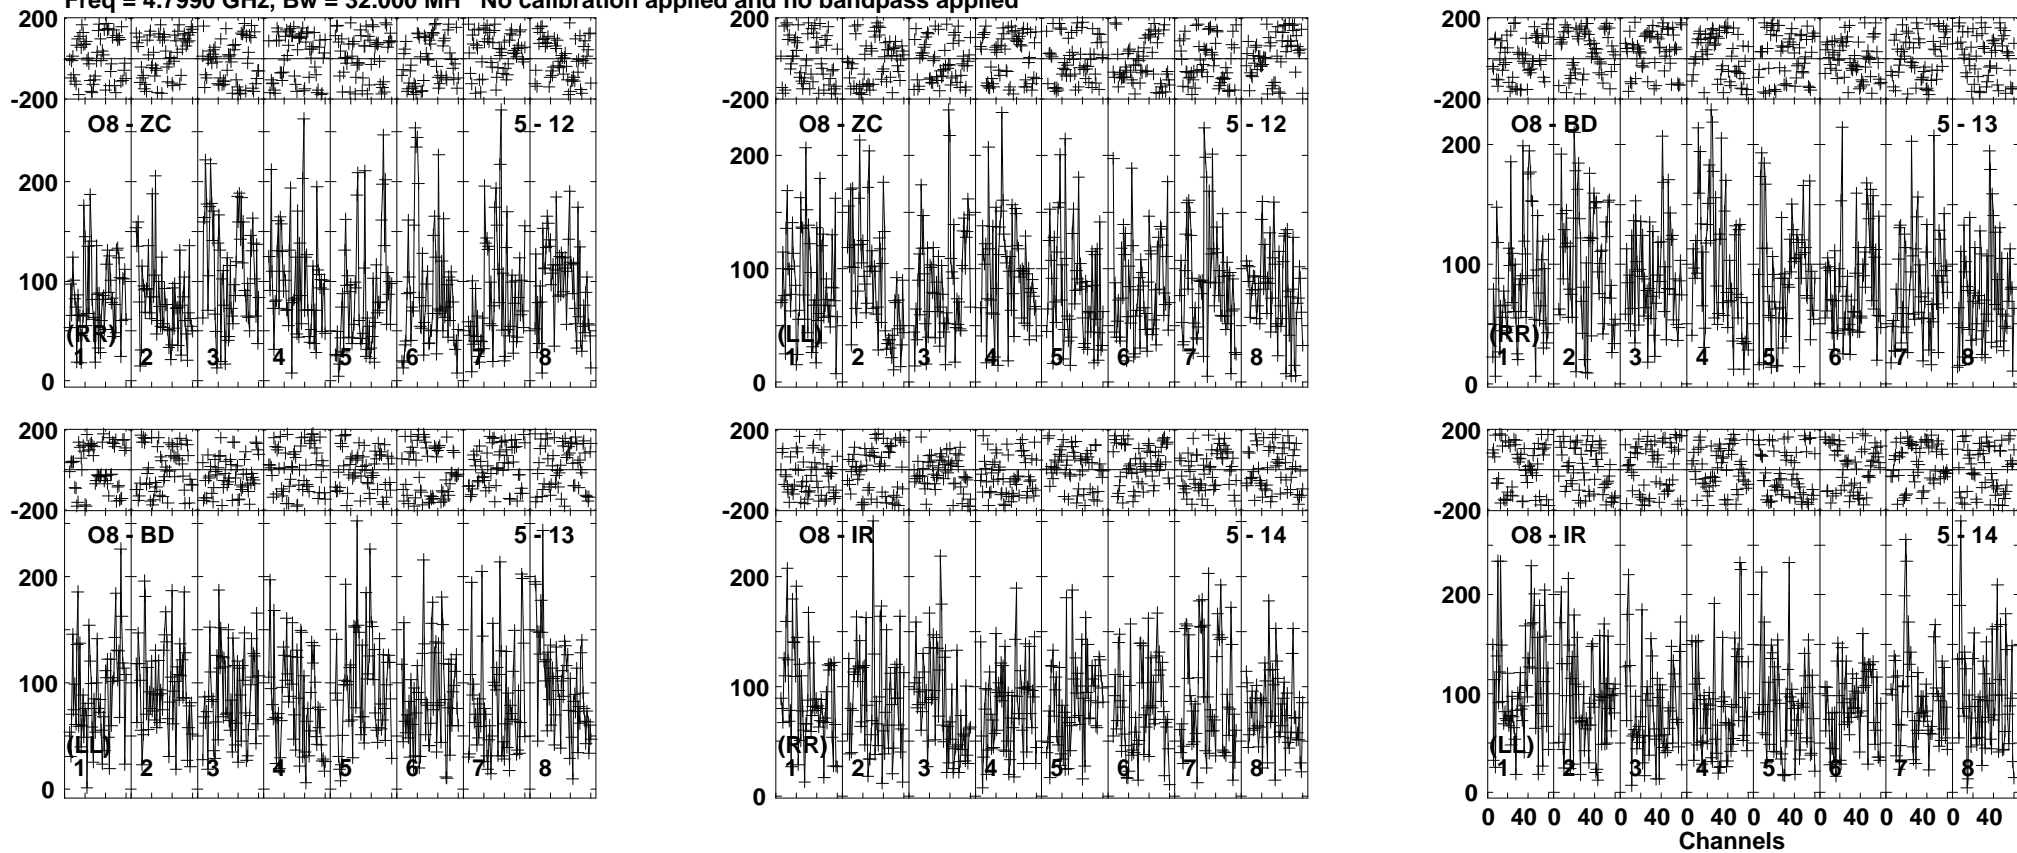 Freq = 4.7990 GHz, Bw = 32.000 MH No calibration applied and no bandpass applied
200 200 200
-200 -200 -200
O8 - ZC 5 - 12 O8 - ZC 5 - 12 O8 - BD 5 - 13
200 200 200
100 100 100
(RR) (LL) (RR)
1 2 3 4 5 6 7 8 1 2 3 4 5 6 7 8 1 2 3 4 5 6 7 8
0 0 0
200 200 200
-200 -200 -200
O8 - BD 5 - 13 O8 - IR 5 - 14 O8 - IR 5 - 14
200 200 200
100 100 100
(LL) (RR) (LL)
1 2 3 4 5 6 7 8 1 2 3 4 5 6 7 8 1 2 3 4 5 6 7 8
0 0 0
0 40 0 40 0 40 0 40 0 40 0 40 0 40 0 40
Channels